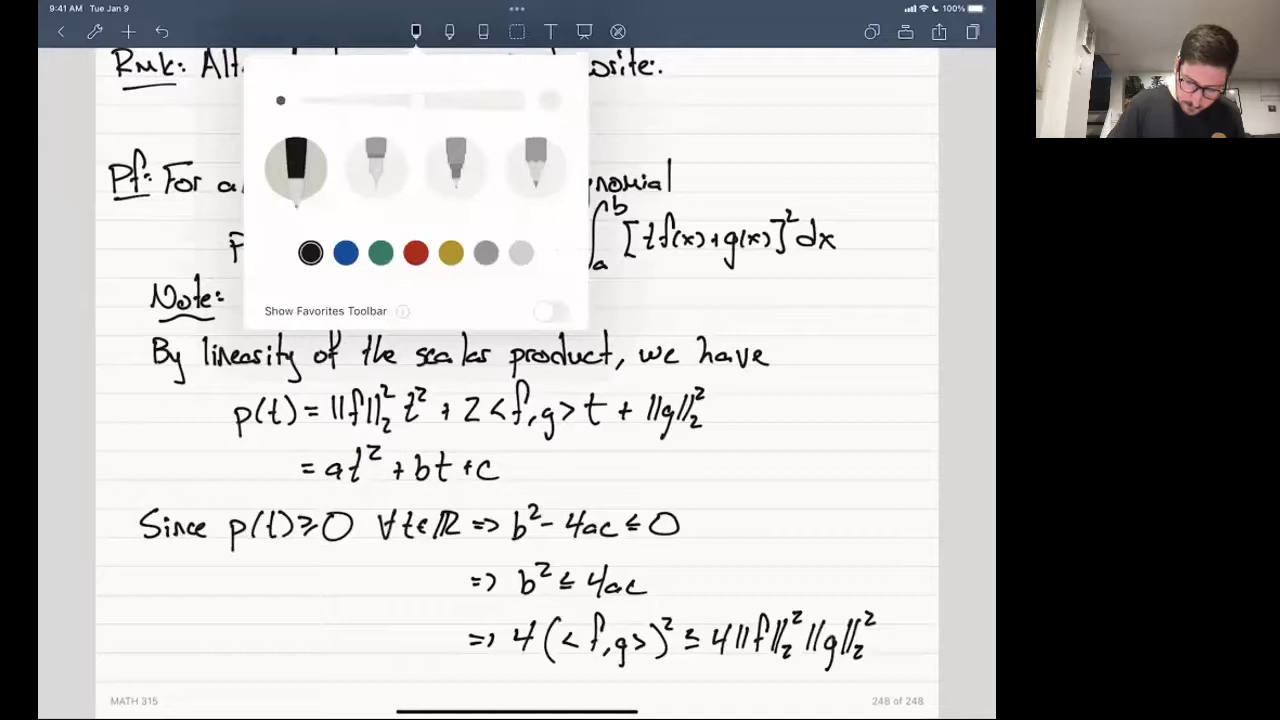 9:41 AM Tue Jan 9
100%
Rmk: Alt
osite:
Pf: For a
nomial
P
∫_a^b [tf(x)+g(x)]² dx
Note:
Show Favorites Toolbar
By linearity of the scalar product, we have
p(t) = ||f||₂² t² + 2 <f,g> t + ||g||₂²
= at² + bt + c
Since p(t) ≥ 0 ∀t∈ℝ => b² - 4ac ≤ 0
=> b² ≤ 4ac
=> 4(<f,g>)² ≤ 4||f||₂² ||g||₂²
MATH 315
248 of 248